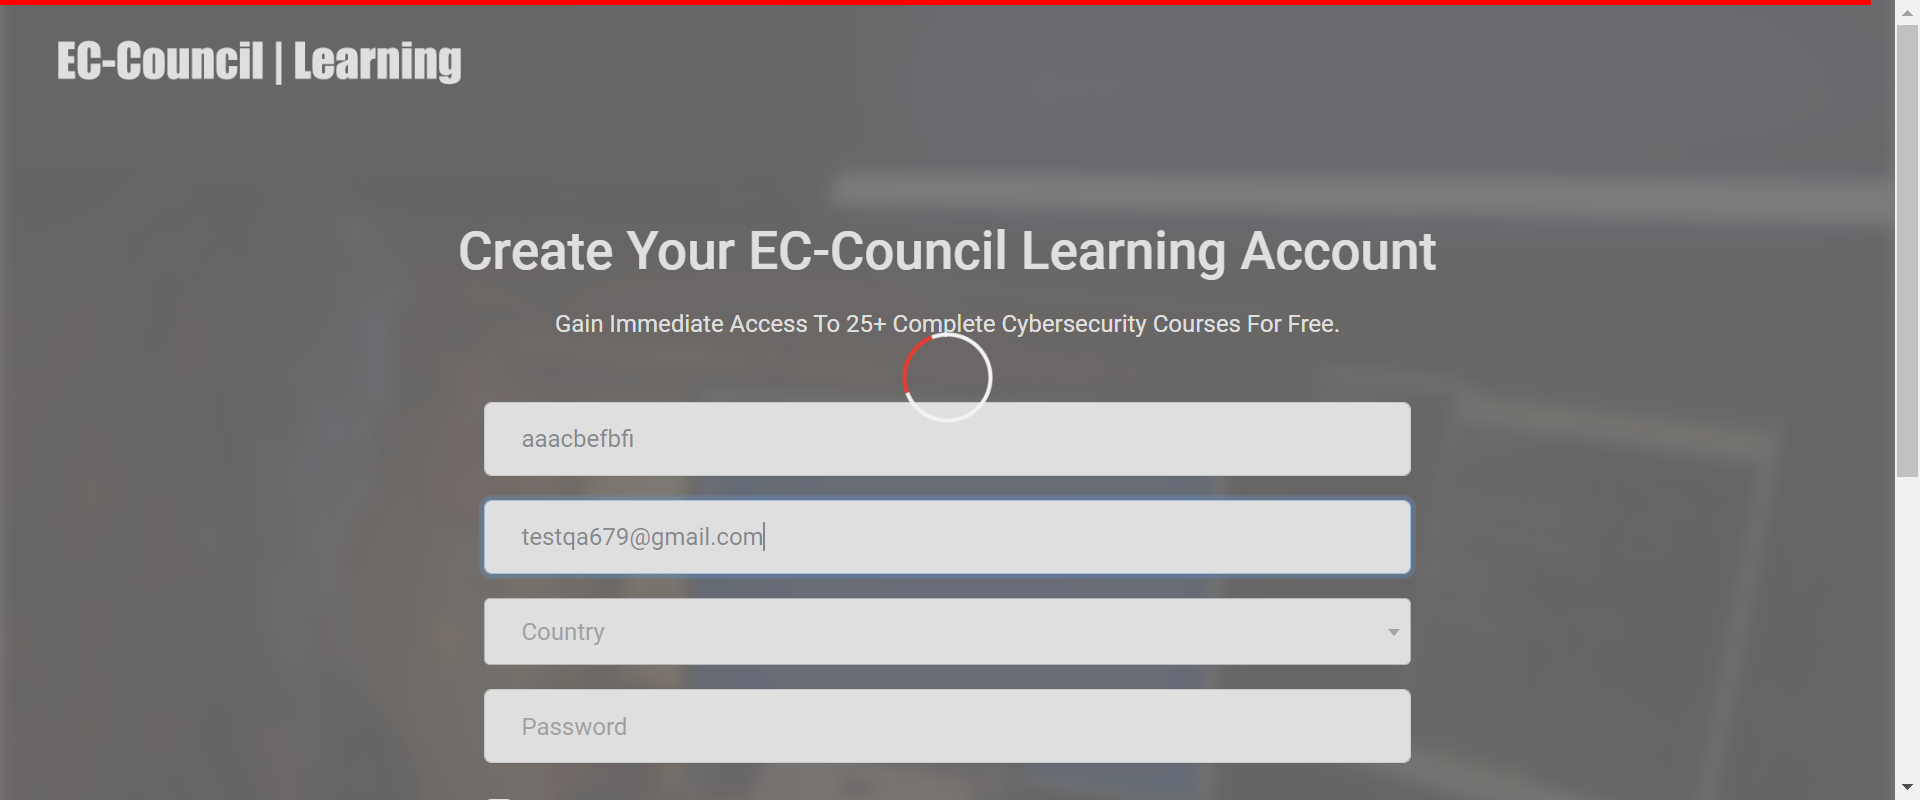 EC-Council | Learning
Create Your EC-Council Learning Account
Gain Immediate Access To 25+ Complete Cybersecurity Courses For Free.
aaacbefbfi
testqa679@gmail.com
Country
Password